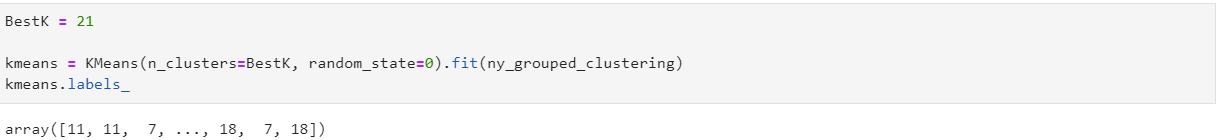 BestK = 21
kmeans = KMeans(n_clusters=BestK, random_state=0).fit(ny_grouped_clustering)
kmeans.labels_
array([11, 11,  7, ..., 18,  7, 18])